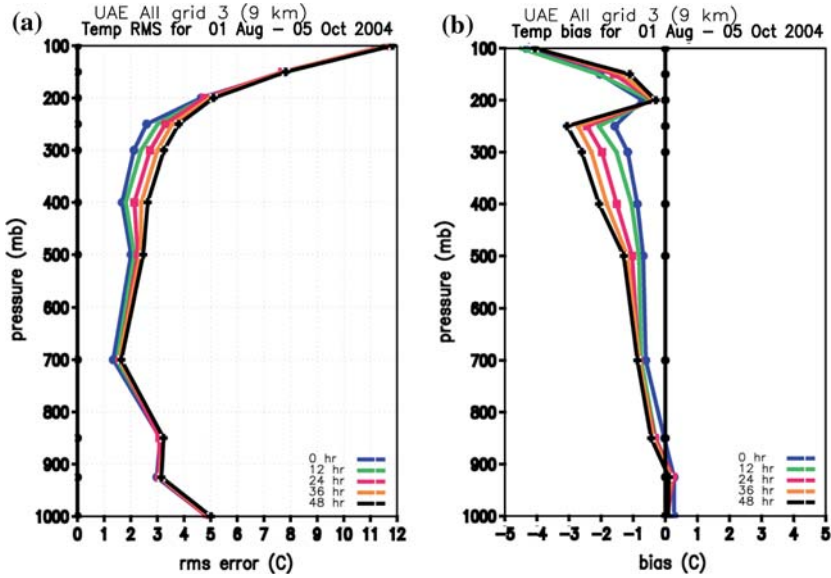 (a)
UAE All grid 3 (9 km)
Temp RMS for 01 Aug – 05 Oct 2004
pressure (mb)
100
200
300
400
500
600
700
800
900
1000
0 hr
12 hr
24 hr
36 hr
48 hr
0 1 2 3 4 5 6 7 8 9 10 11 12
rms error (C)
(b)
UAE All grid 3 (9 km)
Temp bias for 01 Aug – 05 Oct 2004
pressure (mb)
100
200
300
400
500
600
700
800
900
1000
0 hr
12 hr
24 hr
36 hr
48 hr
−5 −4 −3 −2 −1 0 1 2 3 4 5
bias (C)